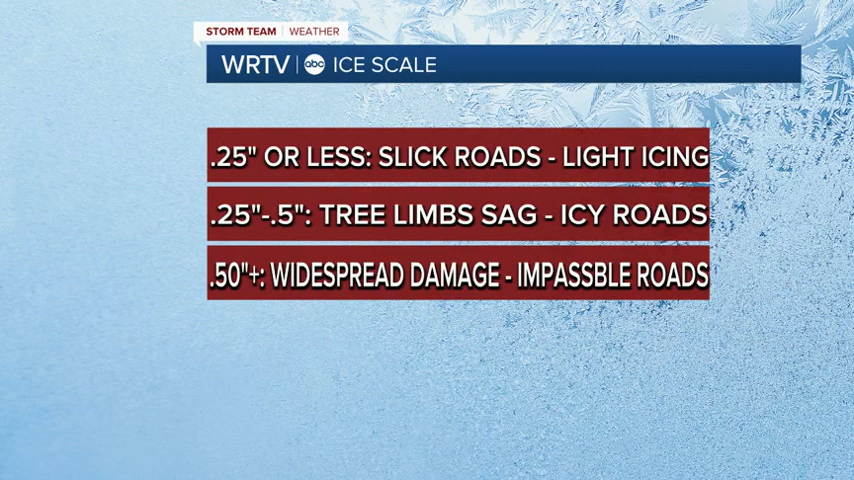 STORM TEAM | WEATHER
WRTV | abc ICE SCALE
.25" OR LESS: SLICK ROADS - LIGHT ICING
.25"-.5": TREE LIMBS SAG - ICY ROADS
.50"+: WIDESPREAD DAMAGE - IMPASSBLE ROADS